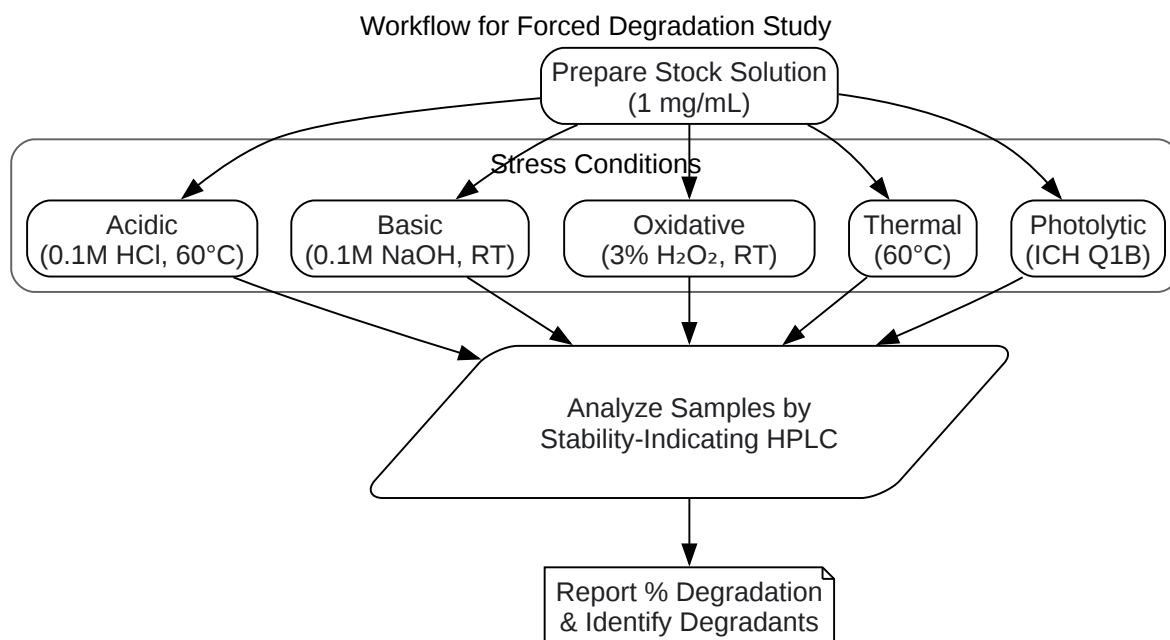 Workflow for Forced Degradation Study
Prepare Stock Solution
(1 mg/mL)
Stress Conditions
Acidic
(0.1M HCl, 60°C)
Basic
(0.1M NaOH, RT)
Oxidative
(3% H₂O₂, RT)
Thermal
(60°C)
Photolytic
(ICH Q1B)
Analyze Samples by
Stability-Indicating HPLC
Report % Degradation
& Identify Degradants